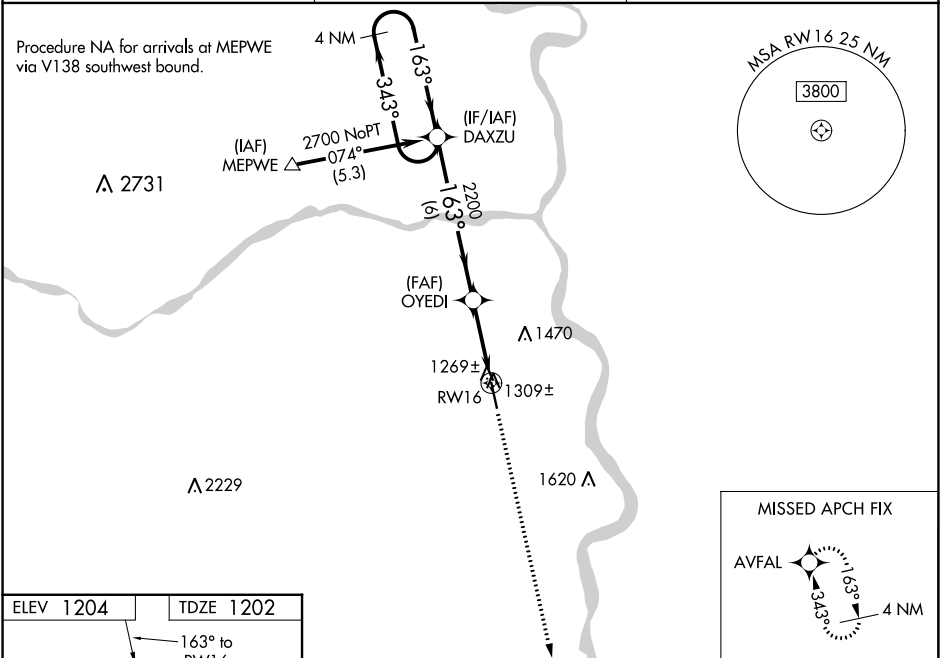 Procedure NA for arrivals at MEPWE
via V138 southwest bound.
4 NM
163°
343°
(IF/IAF)
DAXZU
2700 NoPT
074°
(5.3)
(IAF)
MEPWE
2731
2200
163°
(6)
(FAF)
OYEDI
1470
1269±
RW16
1309±
2229
1620
MSA RW16 25 NM
3800
MISSED APCH FIX
AVFAL
163°
343°
4 NM
ELEV 1204
TDZE 1202
163° to
RW16